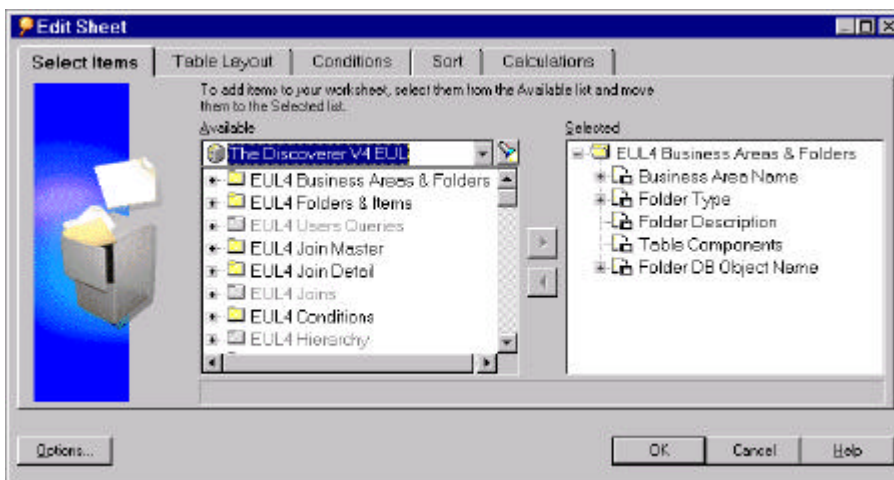 Edit Sheet
Select Items
Table Layout
Conditions
Sort
Calculations
To add items to your worksheet, select them from the Available list and move
them to the Selected list.
Available
Selected
The Discoverer V4 EUL
EUL4 Business Areas & Folders
EUL4 Folders & Items
EUL4 Users Queries
EUL4 Join Master
EUL4 Join Detail
EUL4 Joins
EUL4 Conditions
EUL4 Hierarchy
EUL4 Business Areas & Folders
Business Area Name
Folder Type
Folder Description
Table Components
Folder DB Object Name
Options...
OK
Cancel
Help